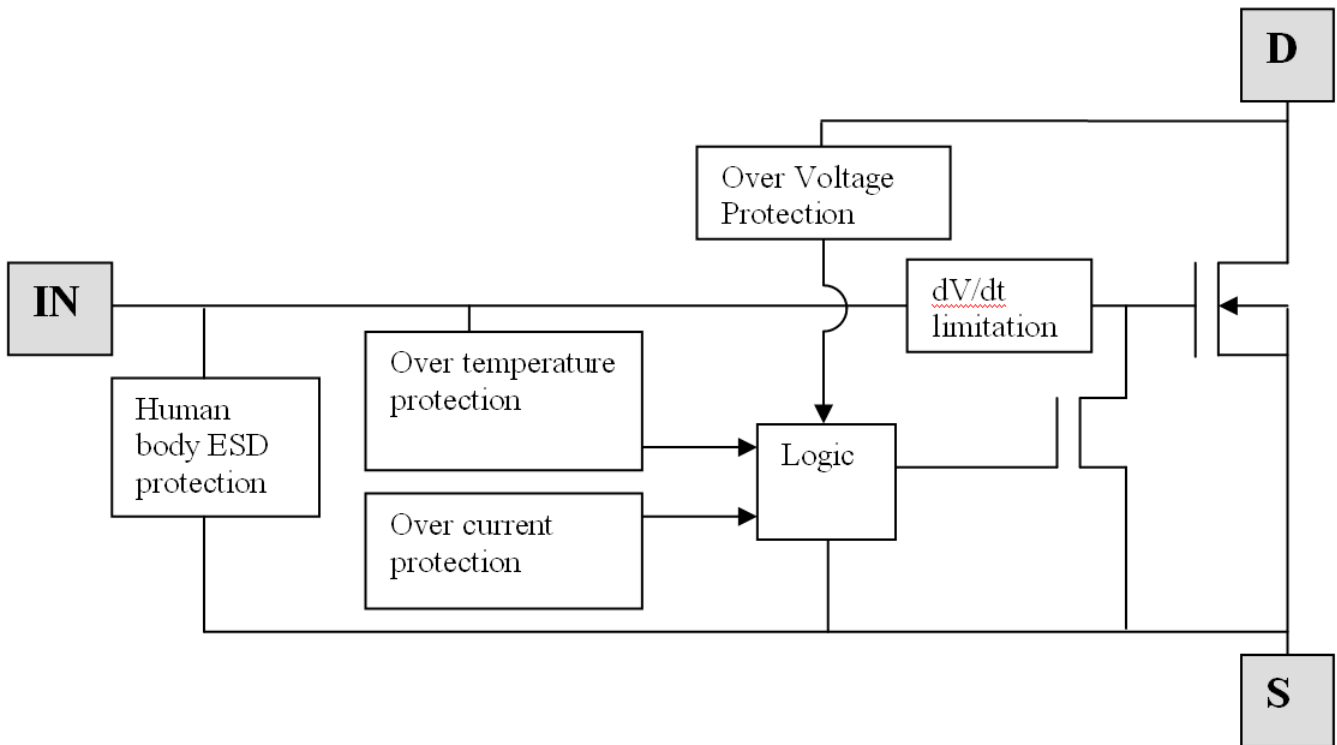 D
Over Voltage
Protection
IN
dV/dt
limitation
Over temperature
protection
Human
body ESD
protection
Logic
Over current
protection
S